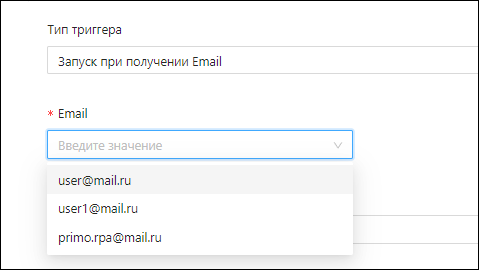 Тип триггера
Запуск при получении Email
* Email
Введите значение
user@mail.ru
user1@mail.ru
primo.rpa@mail.ru